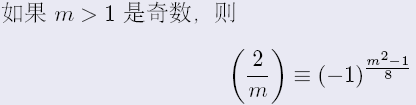 如果 m > 1 是奇数，则
(2/m) ≡ (−1)^{(m²−1)/8}